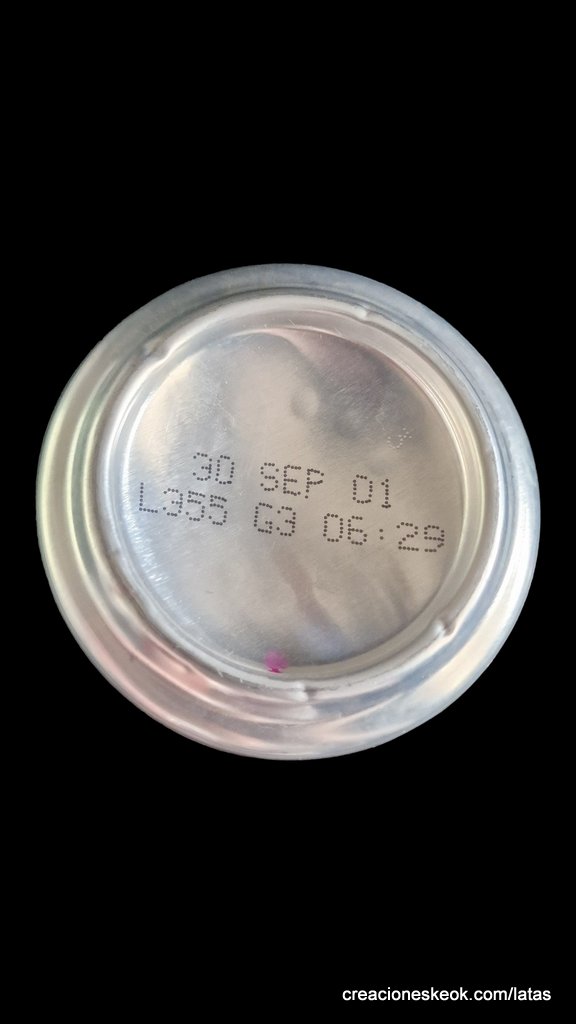 30 SEP 01
L355 G3 06:29
creacioneskeok.com/latas